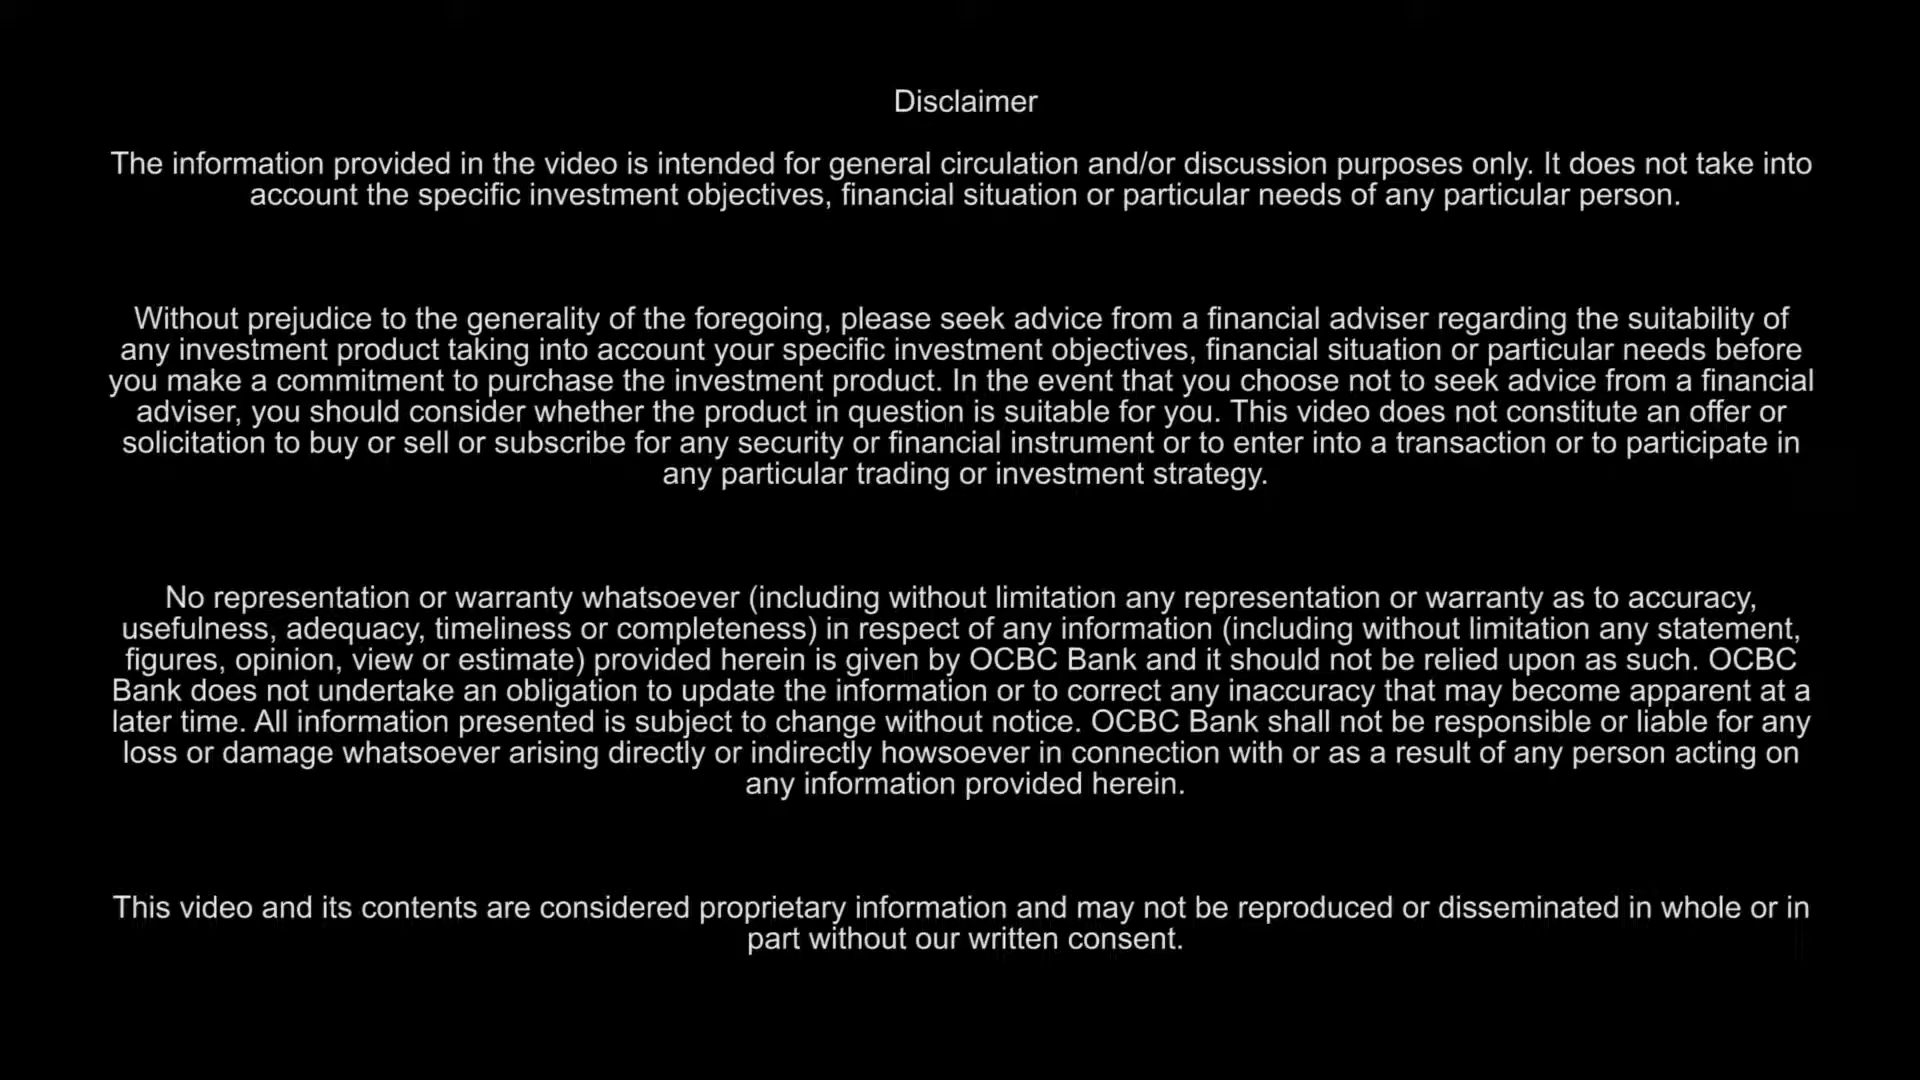 Disclaimer
The information provided in the video is intended for general circulation and/or discussion purposes only. It does not take into
account the specific investment objectives, financial situation or particular needs of any particular person.
Without prejudice to the generality of the foregoing, please seek advice from a financial adviser regarding the suitability of
any investment product taking into account your specific investment objectives, financial situation or particular needs before
you make a commitment to purchase the investment product. In the event that you choose not to seek advice from a financial
adviser, you should consider whether the product in question is suitable for you. This video does not constitute an offer or
solicitation to buy or sell or subscribe for any security or financial instrument or to enter into a transaction or to participate in
any particular trading or investment strategy.
No representation or warranty whatsoever (including without limitation any representation or warranty as to accuracy,
usefulness, adequacy, timeliness or completeness) in respect of any information (including without limitation any statement,
figures, opinion, view or estimate) provided herein is given by OCBC Bank and it should not be relied upon as such. OCBC
Bank does not undertake an obligation to update the information or to correct any inaccuracy that may become apparent at a
later time. All information presented is subject to change without notice. OCBC Bank shall not be responsible or liable for any
loss or damage whatsoever arising directly or indirectly howsoever in connection with or as a result of any person acting on
any information provided herein.
This video and its contents are considered proprietary information and may not be reproduced or disseminated in whole or in
part without our written consent.